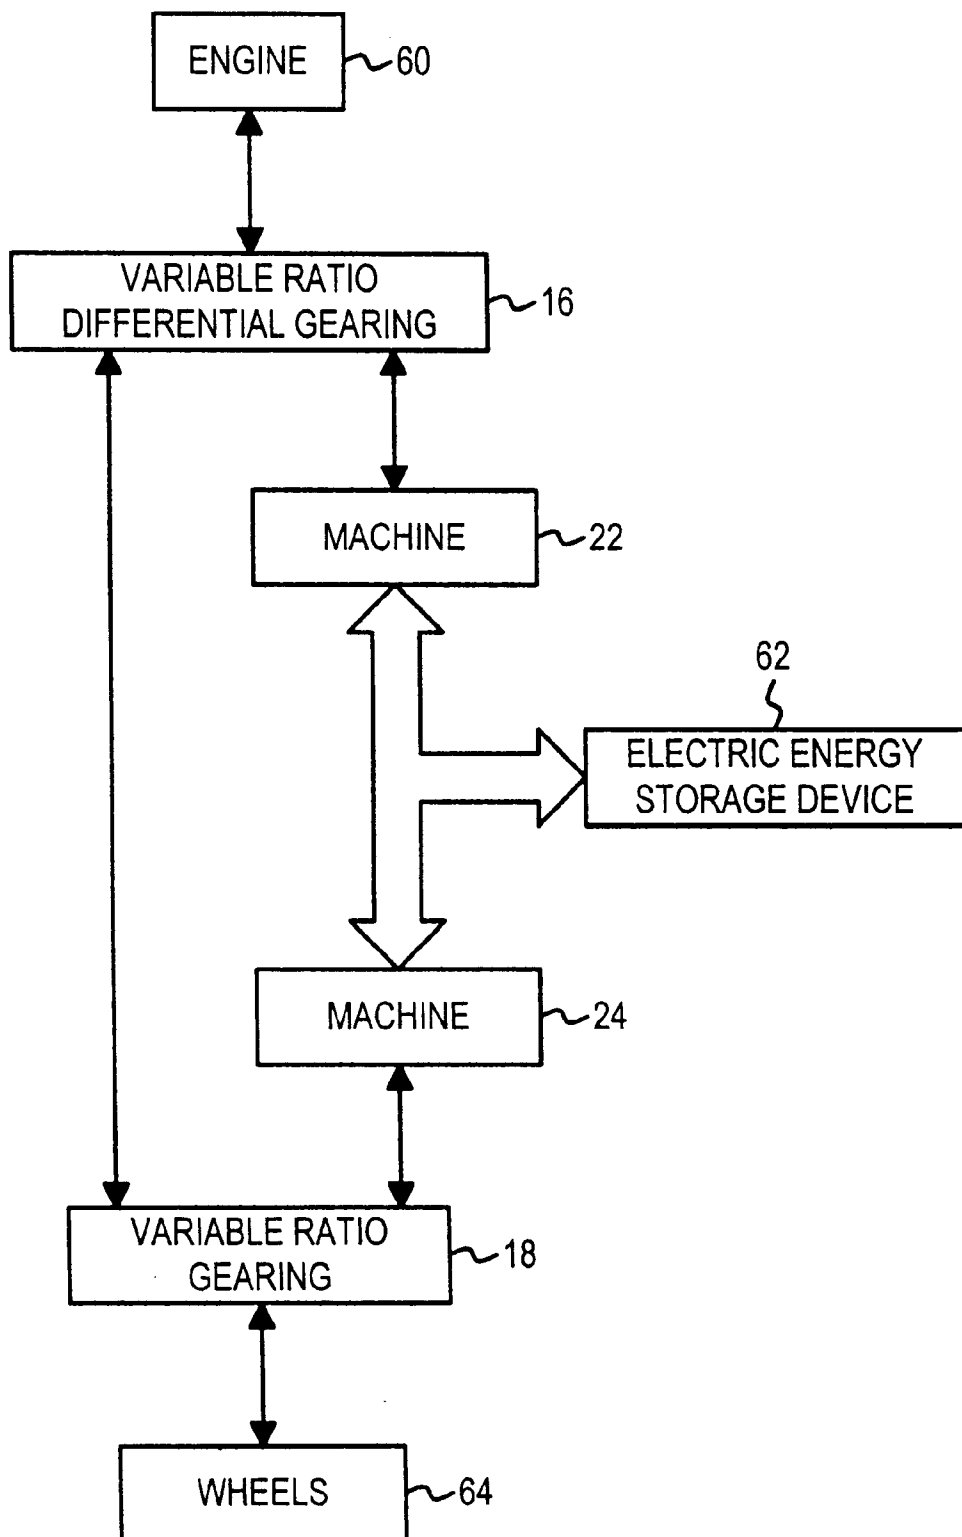 ENGINE
60
VARIABLE RATIO
DIFFERENTIAL GEARING
16
MACHINE
22
62
ELECTRIC ENERGY
STORAGE DEVICE
MACHINE
24
VARIABLE RATIO
GEARING
18
WHEELS
64